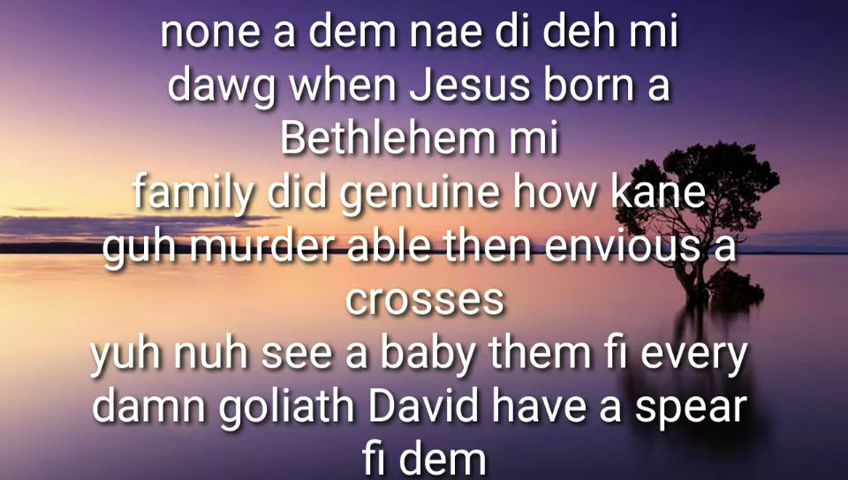 none a dem nae di deh mi
dawg when Jesus born a
Bethlehem mi
family did genuine how kane
guh murder able then envious a
crosses
yuh nuh see a baby them fi every
damn goliath David have a spear
fi dem